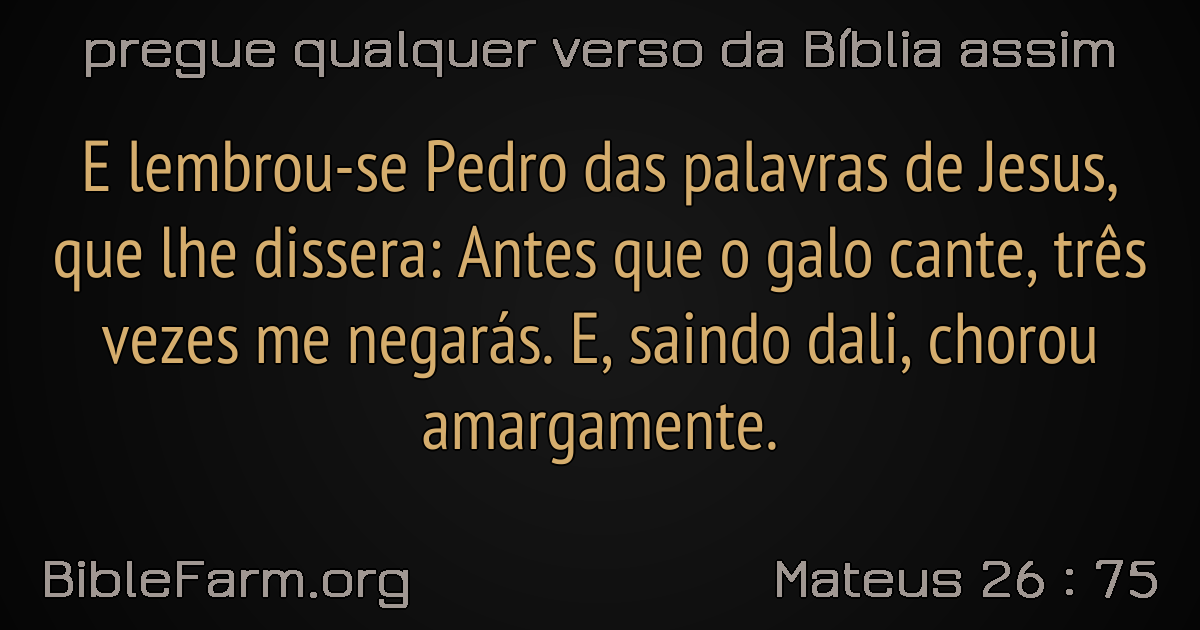 pregue qualquer verso da Bíblia assim
E lembrou-se Pedro das palavras de Jesus,
que lhe dissera: Antes que o galo cante, três
vezes me negarás. E, saindo dali, chorou
amargamente.
BibleFarm.org
Mateus 26 : 75